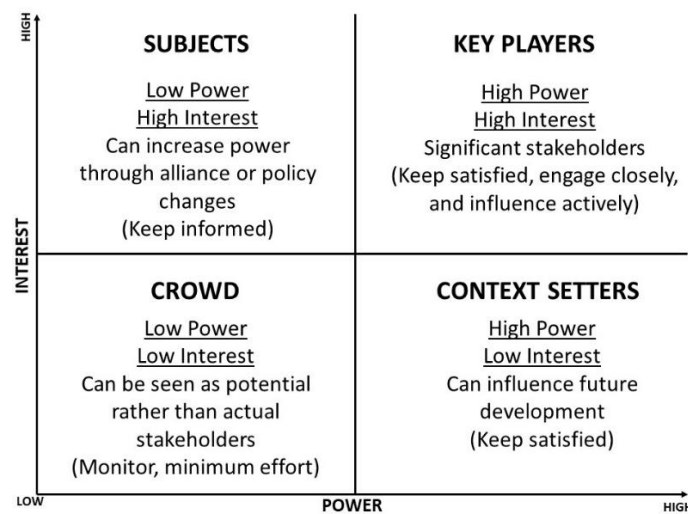 HIGH
SUBJECTS
Low Power
High Interest
Can increase power
through alliance or policy
changes
(Keep informed)
KEY PLAYERS
High Power
High Interest
Significant stakeholders
(Keep satisfied, engage closely,
and influence actively)
INTEREST
CROWD
Low Power
Low Interest
Can be seen as potential
rather than actual
stakeholders
(Monitor, minimum effort)
CONTEXT SETTERS
High Power
Low Interest
Can influence future
development
(Keep satisfied)
LOW
POWER
HIGH